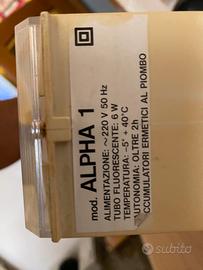 mod. ALPHA 1
ALIMENTAZIONE: ~220 V 50 Hz
TUBO FLUORESCENTE: 6 W
TEMPERATURA: -5° + 40°C
AUTONOMIA: OLTRE 2h
CCUMULATORI ERMETICI AL PIOMBO
subito